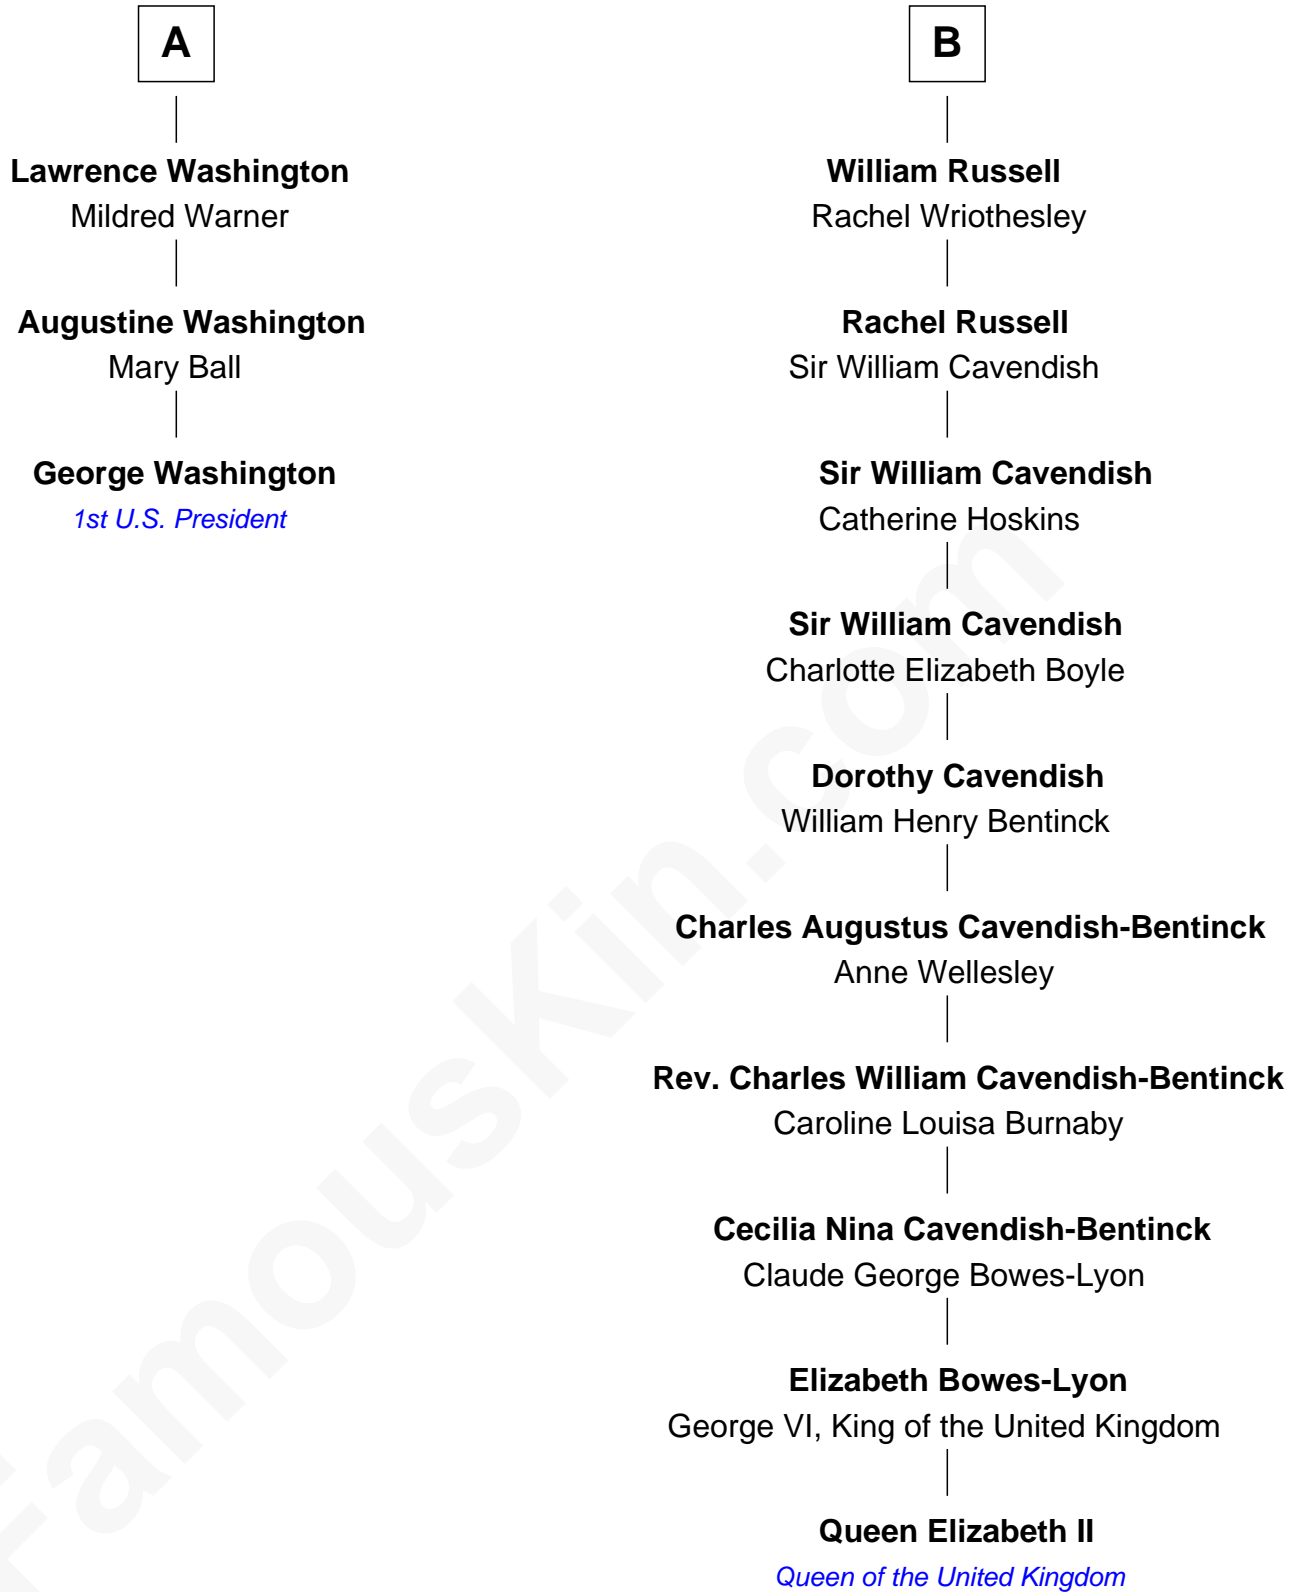 A
Lawrence Washington
Mildred Warner
Augustine Washington
Mary Ball
George Washington
1st U.S. President
B
William Russell
Rachel Wriothesley
Rachel Russell
Sir William Cavendish
Sir William Cavendish
Catherine Hoskins
Sir William Cavendish
Charlotte Elizabeth Boyle
Dorothy Cavendish
William Henry Bentinck
Charles Augustus Cavendish-Bentinck
Anne Wellesley
Rev. Charles William Cavendish-Bentinck
Caroline Louisa Burnaby
Cecilia Nina Cavendish-Bentinck
Claude George Bowes-Lyon
Elizabeth Bowes-Lyon
George VI, King of the United Kingdom
Queen Elizabeth II
Queen of the United Kingdom
FamousKin.com